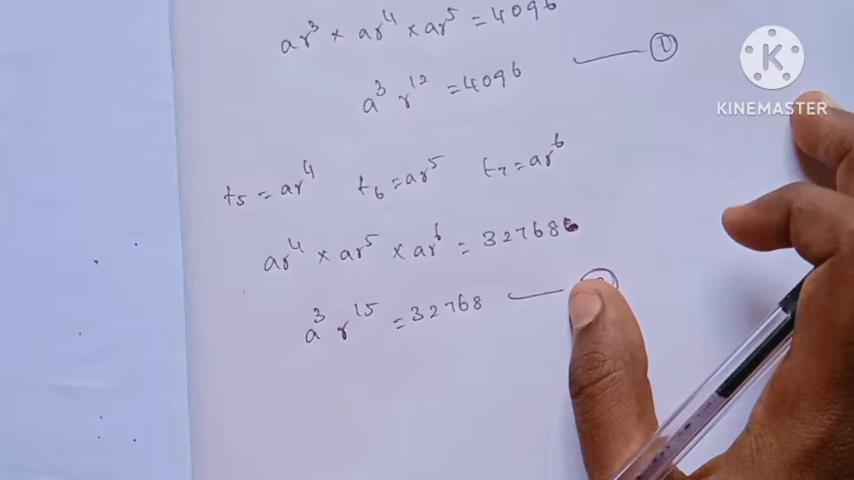 ar³ × ar⁴ × ar⁵ = 4096
a³ r¹² = 4096 ——— ①
t₅ = ar⁴ t₆ = ar⁵ t₇ = ar⁶
ar⁴ × ar⁵ × ar⁶ = 32768
a³ r¹⁵ = 32768 ———
KINEMASTER